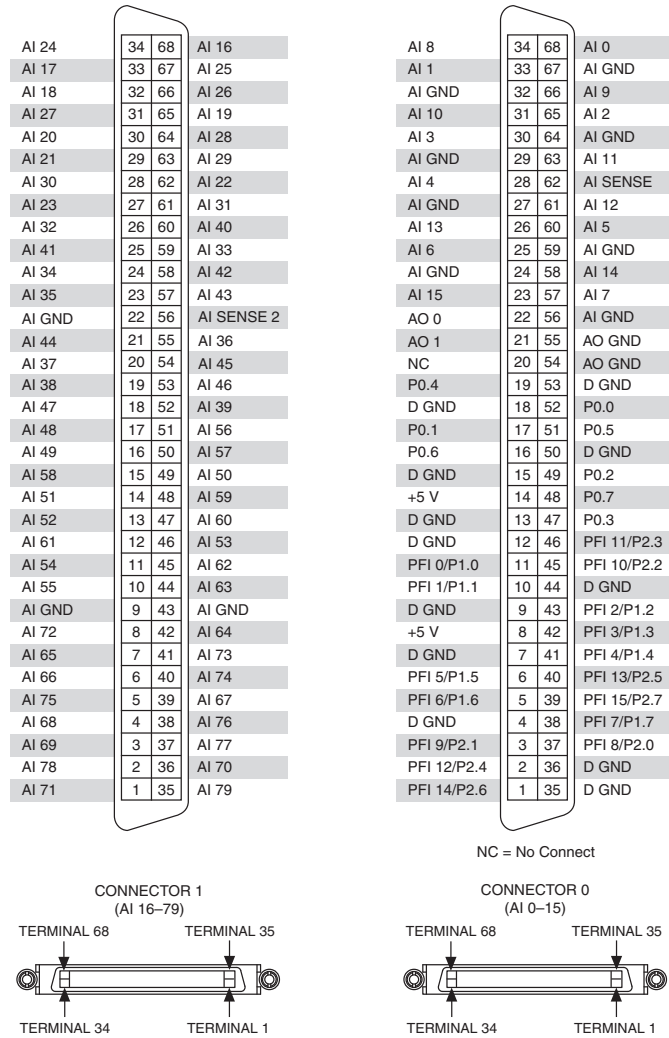 AI 24 34 68 AI 16
AI 17 33 67 AI 25
AI 18 32 66 AI 26
AI 27 31 65 AI 19
AI 20 30 64 AI 28
AI 21 29 63 AI 29
AI 30 28 62 AI 22
AI 23 27 61 AI 31
AI 32 26 60 AI 40
AI 41 25 59 AI 33
AI 34 24 58 AI 42
AI 35 23 57 AI 43
AI GND 22 56 AI SENSE 2
AI 44 21 55 AI 36
AI 37 20 54 AI 45
AI 38 19 53 AI 46
AI 47 18 52 AI 39
AI 48 17 51 AI 56
AI 49 16 50 AI 57
AI 58 15 49 AI 50
AI 51 14 48 AI 59
AI 52 13 47 AI 60
AI 61 12 46 AI 53
AI 54 11 45 AI 62
AI 55 10 44 AI 63
AI GND 9 43 AI GND
AI 72 8 42 AI 64
AI 65 7 41 AI 73
AI 66 6 40 AI 74
AI 75 5 39 AI 67
AI 68 4 38 AI 76
AI 69 3 37 AI 77
AI 78 2 36 AI 70
AI 71 1 35 AI 79
AI 8 34 68 AI 0
AI 1 33 67 AI GND
AI GND 32 66 AI 9
AI 10 31 65 AI 2
AI 3 30 64 AI GND
AI GND 29 63 AI 11
AI 4 28 62 AI SENSE
AI GND 27 61 AI 12
AI 13 26 60 AI 5
AI 6 25 59 AI GND
AI GND 24 58 AI 14
AI 15 23 57 AI 7
AO 0 22 56 AI GND
AO 1 21 55 AO GND
NC 20 54 AO GND
P0.4 19 53 D GND
D GND 18 52 P0.0
P0.1 17 51 P0.5
P0.6 16 50 D GND
D GND 15 49 P0.2
+5 V 14 48 P0.7
D GND 13 47 P0.3
D GND 12 46 PFI 11/P2.3
PFI 0/P1.0 11 45 PFI 10/P2.2
PFI 1/P1.1 10 44 D GND
D GND 9 43 PFI 2/P1.2
+5 V 8 42 PFI 3/P1.3
D GND 7 41 PFI 4/P1.4
PFI 5/P1.5 6 40 PFI 13/P2.5
PFI 6/P1.6 5 39 PFI 15/P2.7
D GND 4 38 PFI 7/P1.7
PFI 9/P2.1 3 37 PFI 8/P2.0
PFI 12/P2.4 2 36 D GND
PFI 14/P2.6 1 35 D GND
NC = No Connect
CONNECTOR 1
(AI 16–79)
TERMINAL 68 TERMINAL 35
TERMINAL 34 TERMINAL 1
CONNECTOR 0
(AI 0–15)
TERMINAL 68 TERMINAL 35
TERMINAL 34 TERMINAL 1